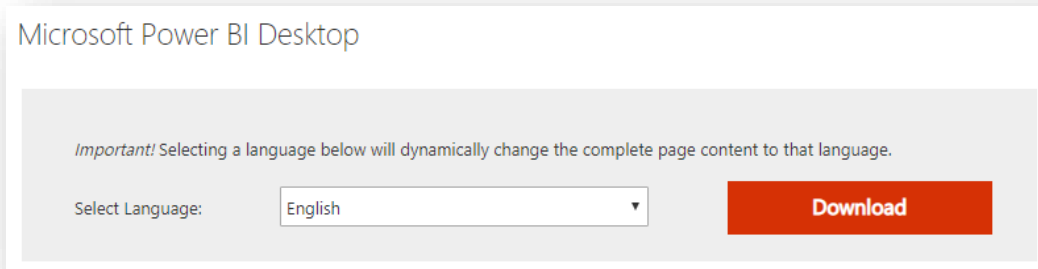 Microsoft Power BI Desktop
Important! Selecting a language below will dynamically change the complete page content to that language.
Select Language: English Download